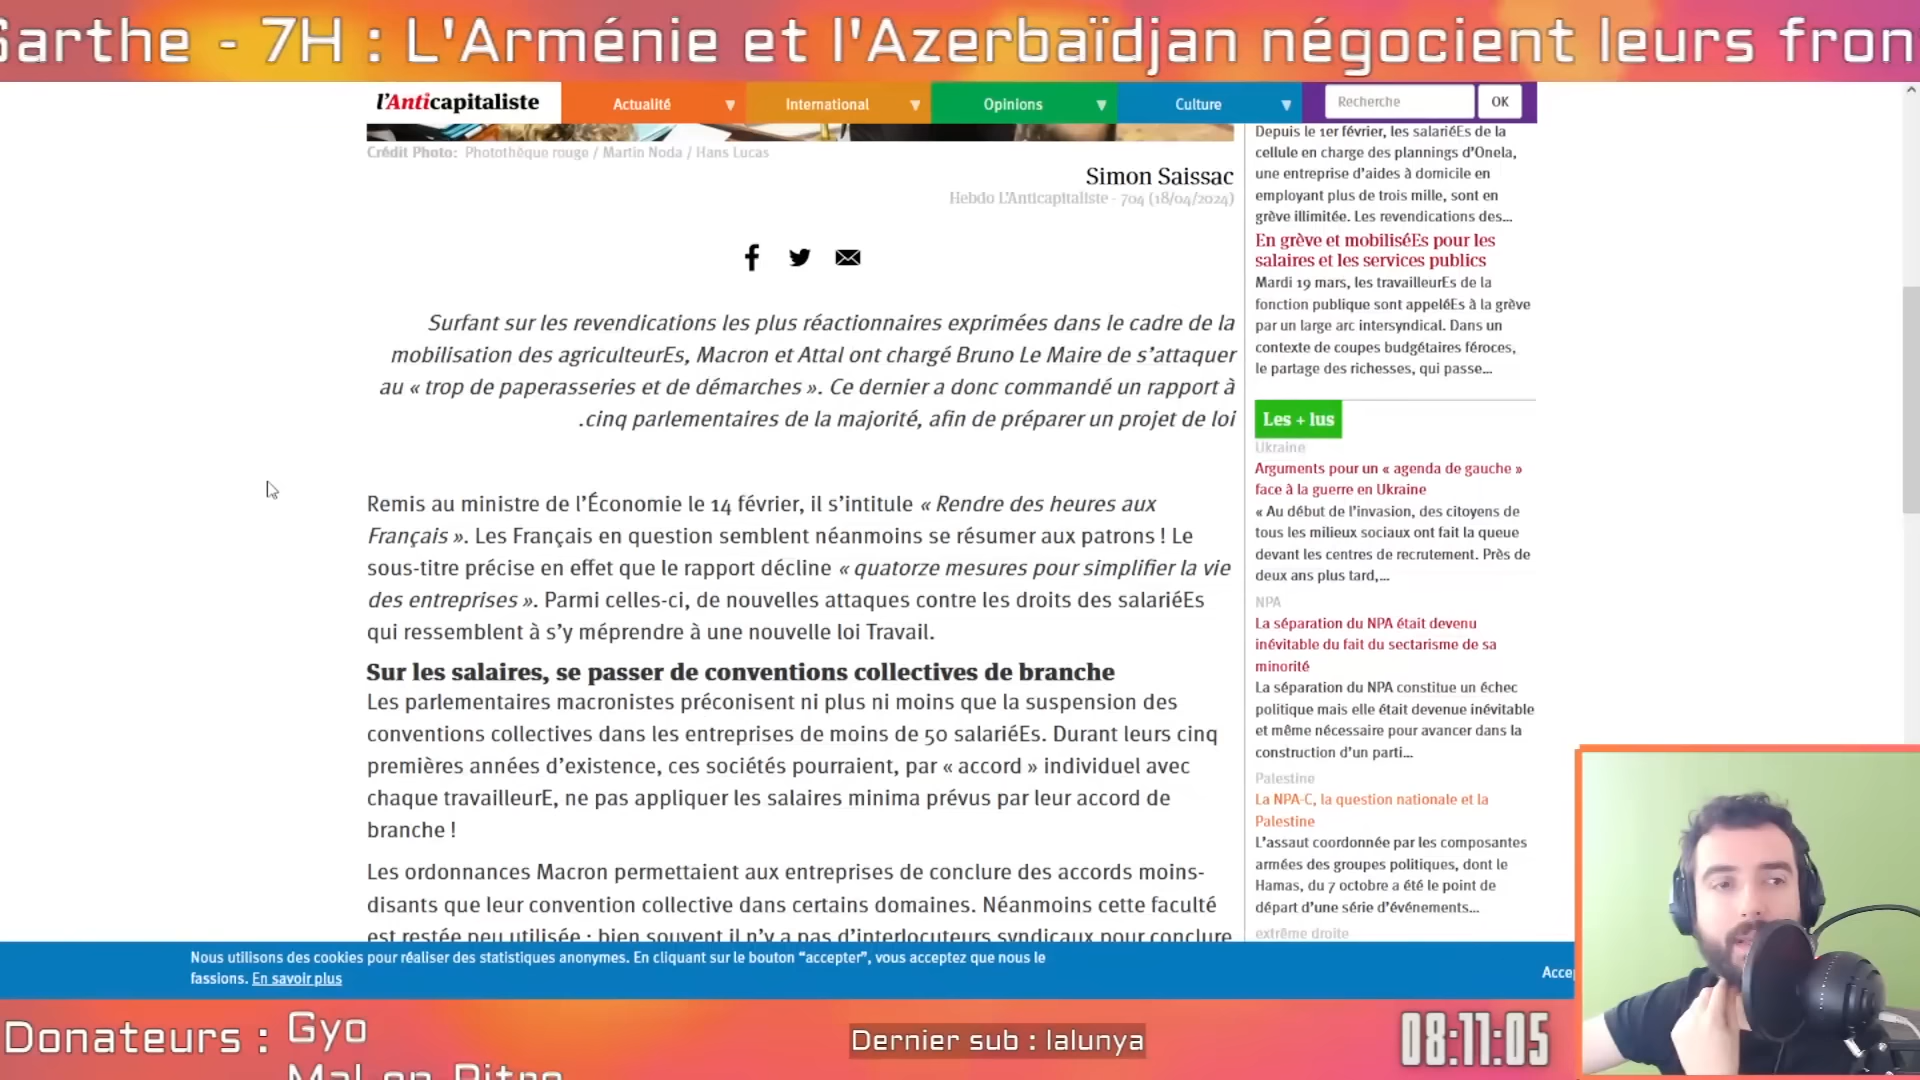 Sarthe - 7H : L'Arménie et l'Azerbaïdjan négocient leurs fron
l'Anticapitaliste
Actualité
International
Opinions
Culture
Recherche
OK
Crédit Photo: Photothèque rouge / Martin Noda / Hans Lucas
Simon Saissac
Hebdo L'Anticapitaliste - 704 (18/04/2024)
Surfant sur les revendications les plus réactionnaires exprimées dans le cadre de la
mobilisation des agriculteurEs, Macron et Attal ont chargé Bruno Le Maire de s'attaquer
au « trop de paperasseries et de démarches ». Ce dernier a donc commandé un rapport à
.cinq parlementaires de la majorité, afin de préparer un projet de loi
Remis au ministre de l'Économie le 14 février, il s'intitule « Rendre des heures aux
Français ». Les Français en question semblent néanmoins se résumer aux patrons ! Le
sous-titre précise en effet que le rapport décline « quatorze mesures pour simplifier la vie
des entreprises ». Parmi celles-ci, de nouvelles attaques contre les droits des salariéEs
qui ressemblent à s'y méprendre à une nouvelle loi Travail.
Sur les salaires, se passer de conventions collectives de branche
Les parlementaires macronistes préconisent ni plus ni moins que la suspension des
conventions collectives dans les entreprises de moins de 50 salariéEs. Durant leurs cinq
premières années d'existence, ces sociétés pourraient, par « accord » individuel avec
chaque travailleurE, ne pas appliquer les salaires minima prévus par leur accord de
branche !
Les ordonnances Macron permettaient aux entreprises de conclure des accords moins-
disants que leur convention collective dans certains domaines. Néanmoins cette faculté
est restée peu utilisée : bien souvent il n'y a pas d'interlocuteurs syndicaux pour conclure
Depuis le 1er février, les salariéEs de la
cellule en charge des plannings d'Onela,
une entreprise d'aides à domicile en
employant plus de trois mille, sont en
grève illimitée. Les revendications des...
En grève et mobiliséEs pour les
salaires et les services publics
Mardi 19 mars, les travailleurEs de la
fonction publique sont appeléEs à la grève
par un large arc intersyndical. Dans un
contexte de coupes budgétaires féroces,
le partage des richesses, qui passe...
Les + lus
Ukraine
Arguments pour un « agenda de gauche »
face à la guerre en Ukraine
« Au début de l'invasion, des citoyens de
tous les milieux sociaux ont fait la queue
devant les centres de recrutement. Près de
deux ans plus tard,...
NPA
La séparation du NPA était devenu
inévitable du fait du sectarisme de sa
minorité
La séparation du NPA constitue un échec
politique mais elle était devenue inévitable
et même nécessaire pour avancer dans la
construction d'un parti...
Palestine
La NPA-C, la question nationale et la
Palestine
L'assaut coordonnée par les composantes
armées des groupes politiques, dont le
Hamas, du 7 octobre a été le point de
départ d'une série d'événements...
extrême droite
Nous utilisons des cookies pour réaliser des statistiques anonymes. En cliquant sur le bouton “accepter”, vous acceptez que nous le
fassions. En savoir plus
Accep
Donateurs :
Gyo
Mal en Pitre
Dernier sub : lalunya
08:11:05